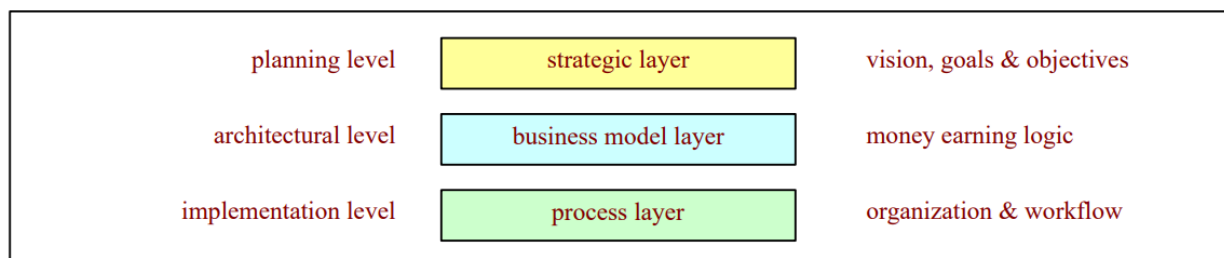 planning level strategic layer vision, goals & objectives
architectural level business model layer money earning logic
implementation level process layer organization & workflow